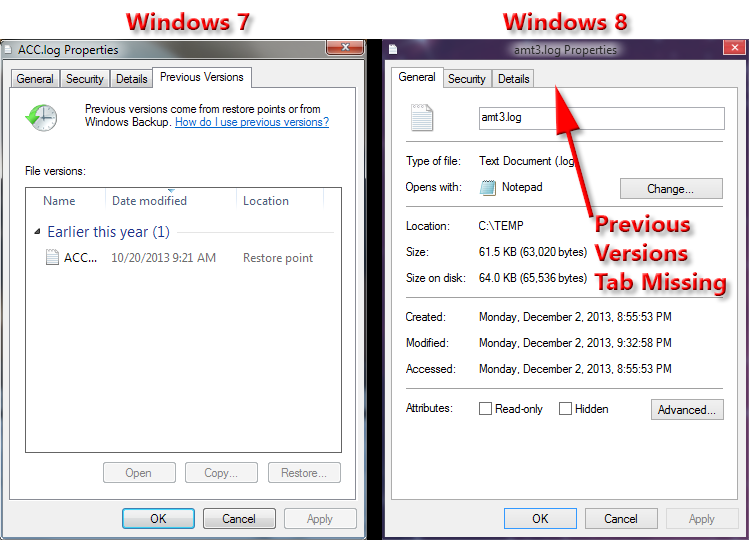 Windows 7
ACC.log Properties
General Security Details Previous Versions
Previous versions come from restore points or from
Windows Backup. How do I use previous versions?
File versions:
Name Date modified Location
Earlier this year (1)
ACC... 10/20/2013 9:21 AM Restore point
Open Copy... Restore...
OK Cancel Apply
Windows 8
amt3.log Properties
General Security Details
amt3.log
Type of file: Text Document (.log
Opens with: Notepad Change...
Location: C:\TEMP
Size: 61.5 KB (63,020 bytes)
Size on disk: 64.0 KB (65,536 bytes)
Previous
Versions
Tab Missing
Created: Monday, December 2, 2013, 8:55:53 PM
Modified: Monday, December 2, 2013, 9:32:58 PM
Accessed: Monday, December 2, 2013, 8:55:53 PM
Attributes: Read-only Hidden Advanced...
OK Cancel Apply